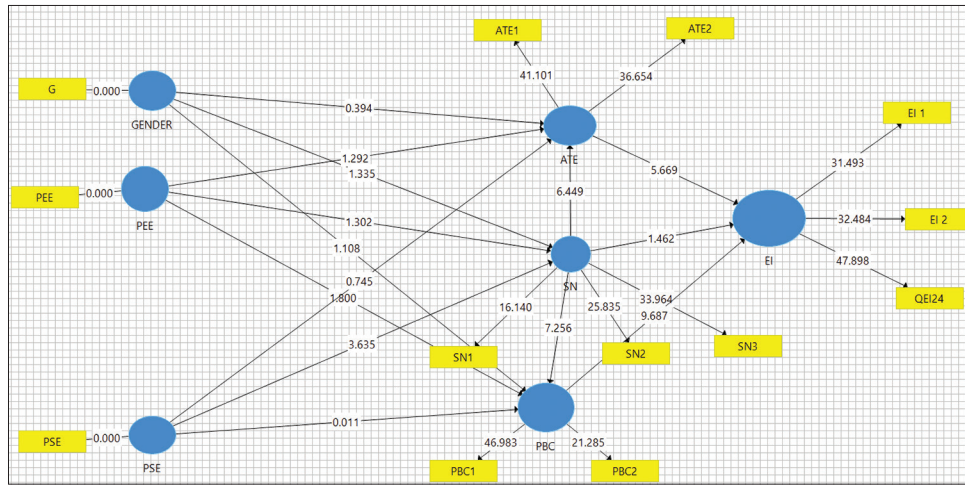 ATE1
ATE2
41.101
36.654
G
0.000
GENDER
0.394
ATE
EI 1
31.493
1.292
1.335
5.669
PEE
0.000
PEE
6.449
1.302
1.462
EI
32.484
EI 2
1.108
SN
47.898
0.745
1.800
16.140
25.835
33.964
9.687
QEI24
7.256
3.635
SN1
SN2
SN3
PSE
0.000
PSE
0.011
PBC
46.983
21.285
PBC1
PBC2